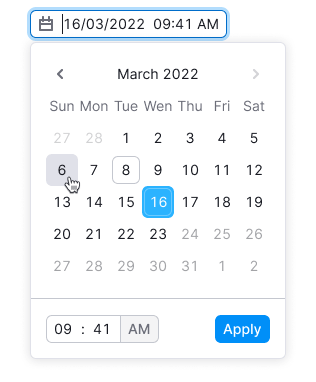 16/03/2022 09:41 AM
March 2022
Sun Mon Tue Wen Thu Fri Sat
27 28 1 2 3 4 5
6 7 8 9 10 11 12
13 14 15 16 17 18 19
20 21 22 23 24 25 26
27 28 29 30 31 1 2
09 : 41 AM Apply